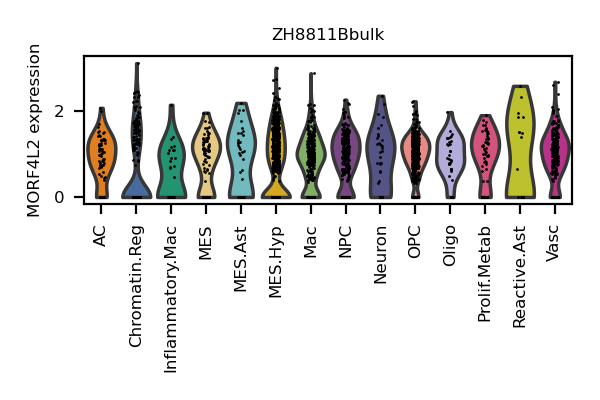 ZH8811Bbulk
MORF4L2 expression
2
0
AC
Chromatin.Reg
Inflammatory.Mac
MES
MES.Ast
MES.Hyp
Mac
NPC
Neuron
OPC
Oligo
Prolif.Metab
Reactive.Ast
Vasc